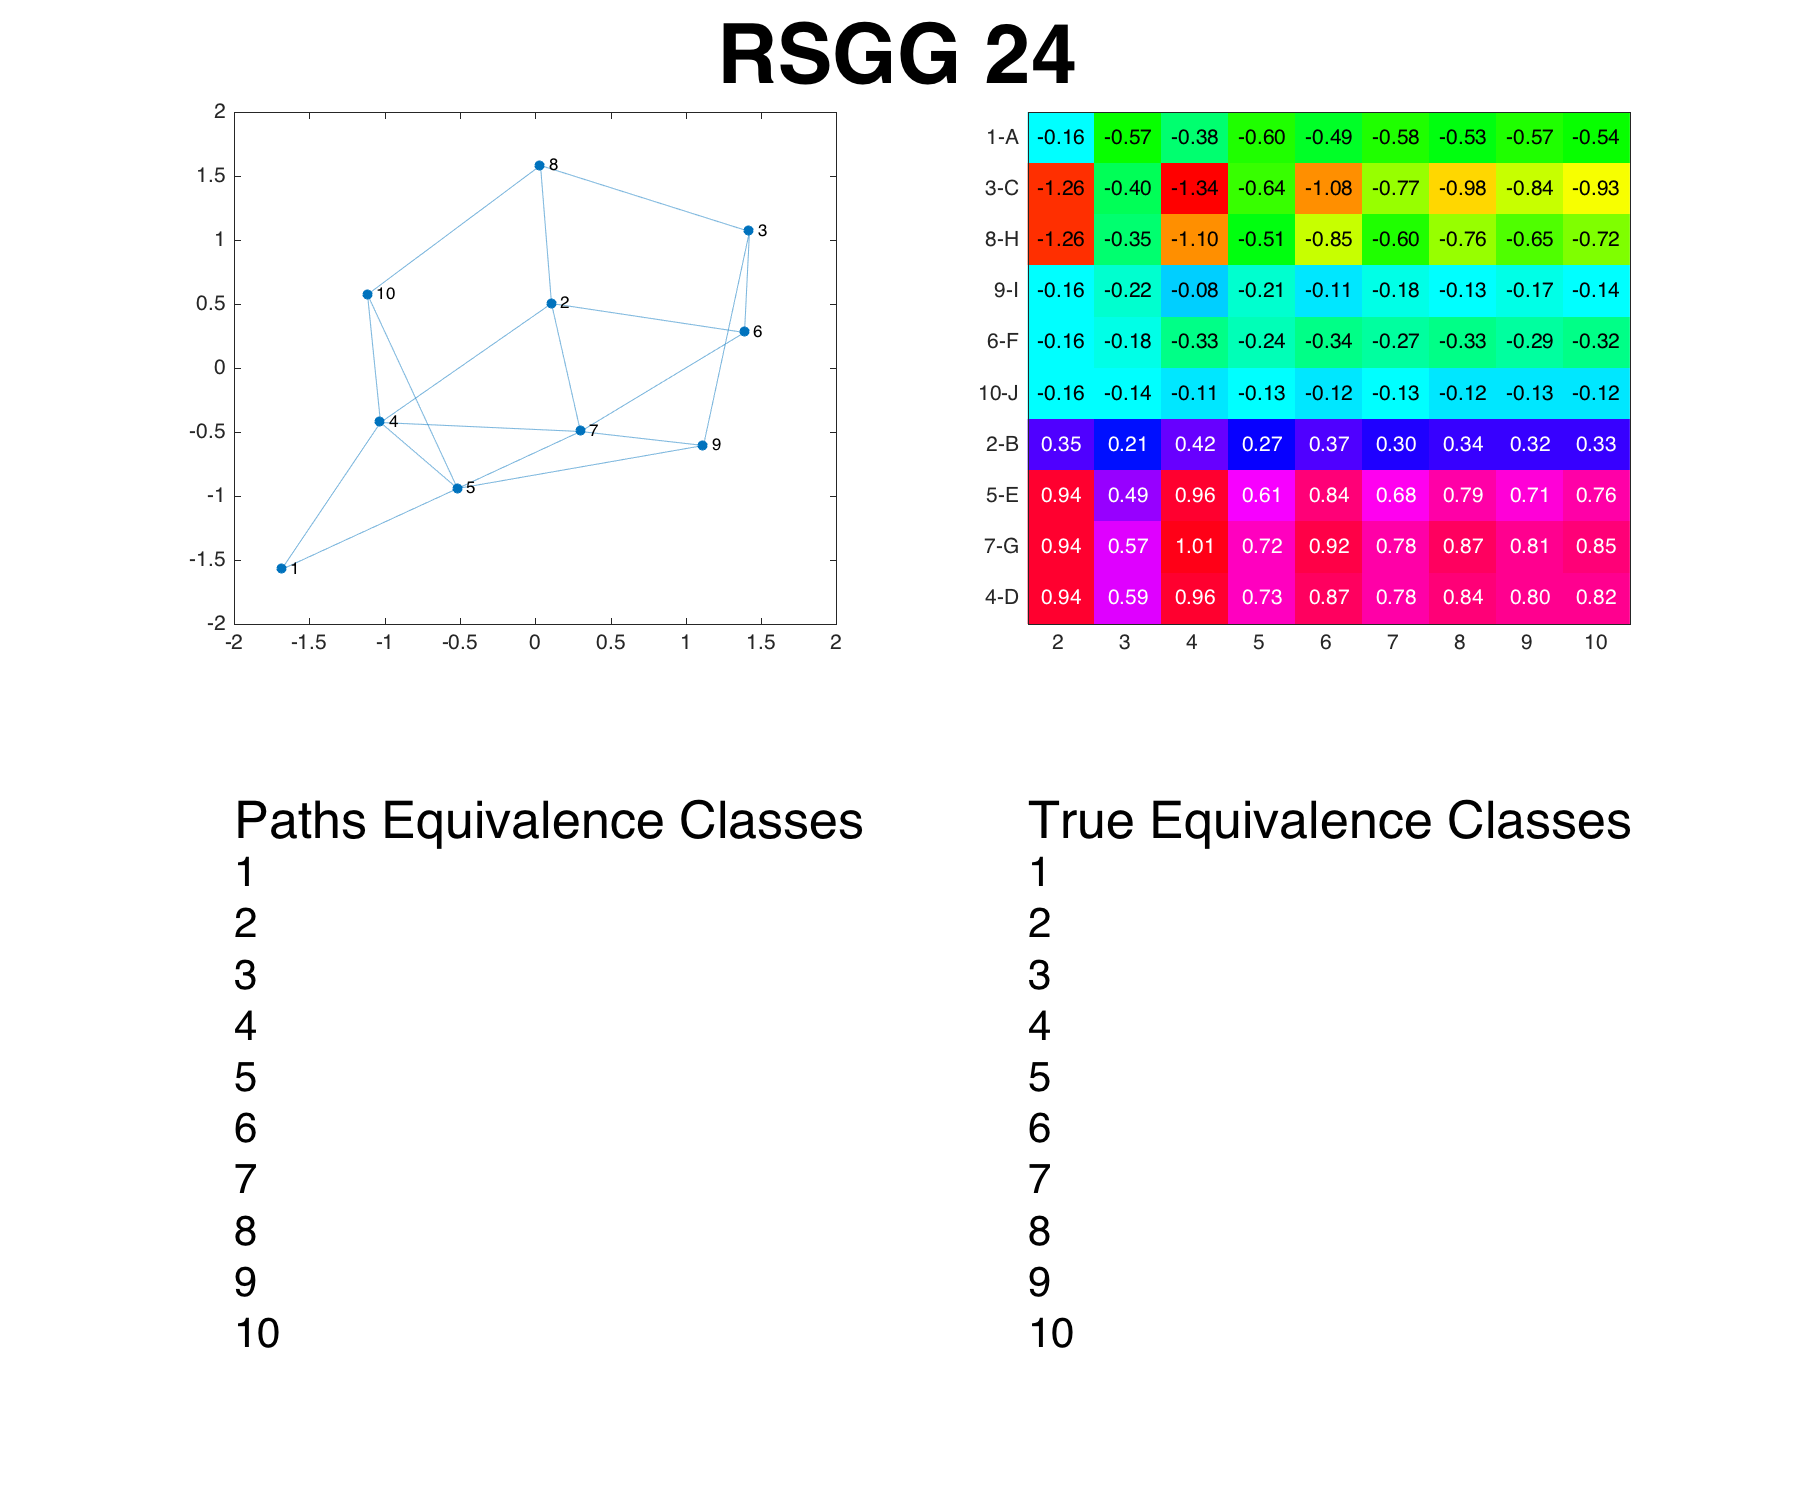 RSGG 24
2
1.5
1
0.5
0
-0.5
-1
-1.5
-2
-2 -1.5 -1 -0.5 0 0.5 1 1.5 2
8
3
10
2
6
4
7
9
5
1
1-A -0.16 -0.57 -0.38 -0.60 -0.49 -0.58 -0.53 -0.57 -0.54
3-C -1.26 -0.40 -1.34 -0.64 -1.08 -0.77 -0.98 -0.84 -0.93
8-H -1.26 -0.35 -1.10 -0.51 -0.85 -0.60 -0.76 -0.65 -0.72
9-I -0.16 -0.22 -0.08 -0.21 -0.11 -0.18 -0.13 -0.17 -0.14
6-F -0.16 -0.18 -0.33 -0.24 -0.34 -0.27 -0.33 -0.29 -0.32
10-J -0.16 -0.14 -0.11 -0.13 -0.12 -0.13 -0.12 -0.13 -0.12
2-B 0.35 0.21 0.42 0.27 0.37 0.30 0.34 0.32 0.33
5-E 0.94 0.49 0.96 0.61 0.84 0.68 0.79 0.71 0.76
7-G 0.94 0.57 1.01 0.72 0.92 0.78 0.87 0.81 0.85
4-D 0.94 0.59 0.96 0.73 0.87 0.78 0.84 0.80 0.82
2 3 4 5 6 7 8 9 10
Paths Equivalence Classes
1
2
3
4
5
6
7
8
9
10
True Equivalence Classes
1
2
3
4
5
6
7
8
9
10